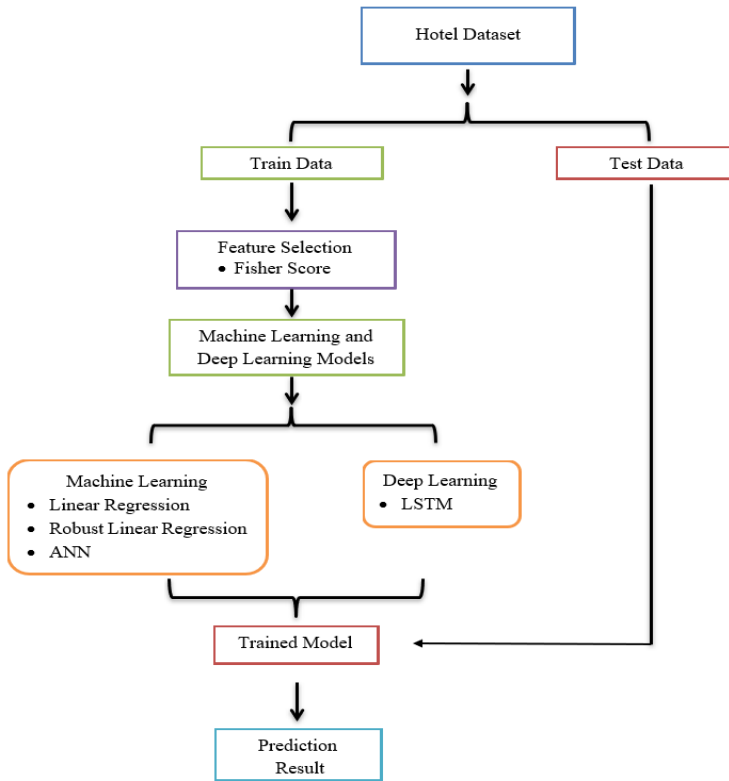 Hotel Dataset
Train Data
Test Data
Feature Selection
• Fisher Score
Machine Learning and
Deep Learning Models
Machine Learning
• Linear Regression
• Robust Linear Regression
• ANN
Deep Learning
• LSTM
Trained Model
Prediction
Result